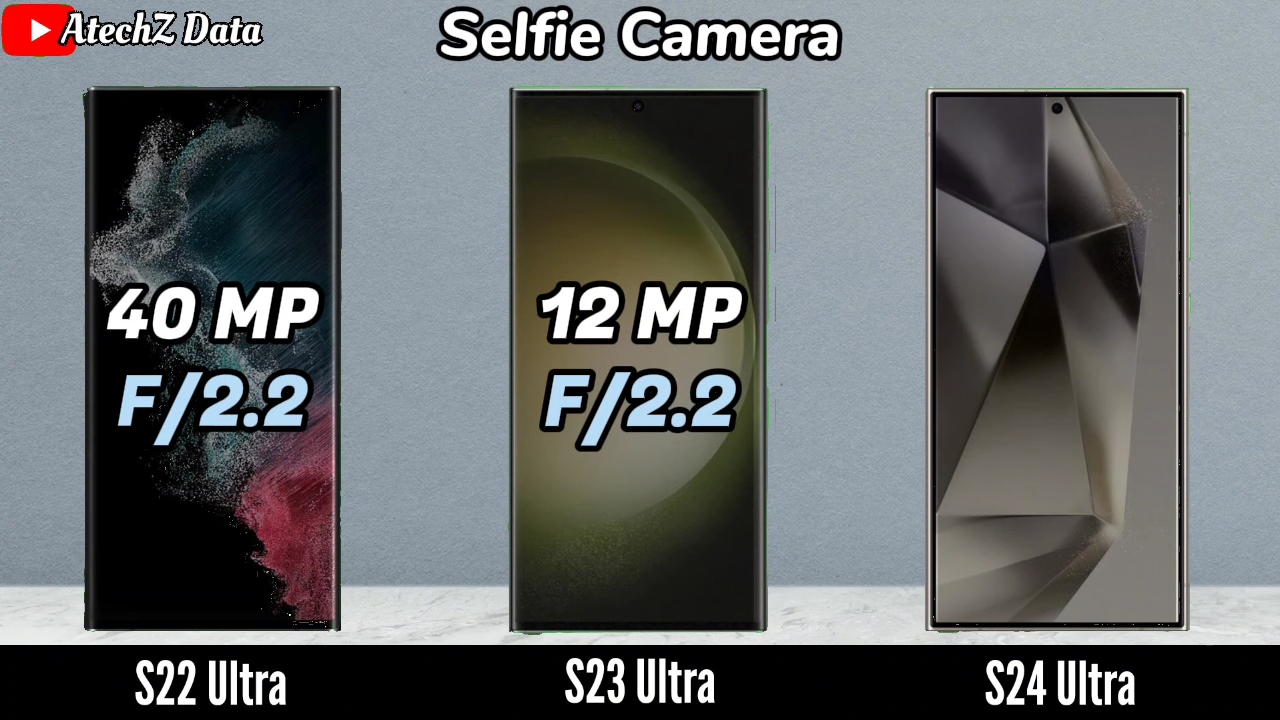 AtechZ Data
Selfie Camera
40 MP
F/2.2
12 MP
F/2.2
S22 Ultra
S23 Ultra
S24 Ultra